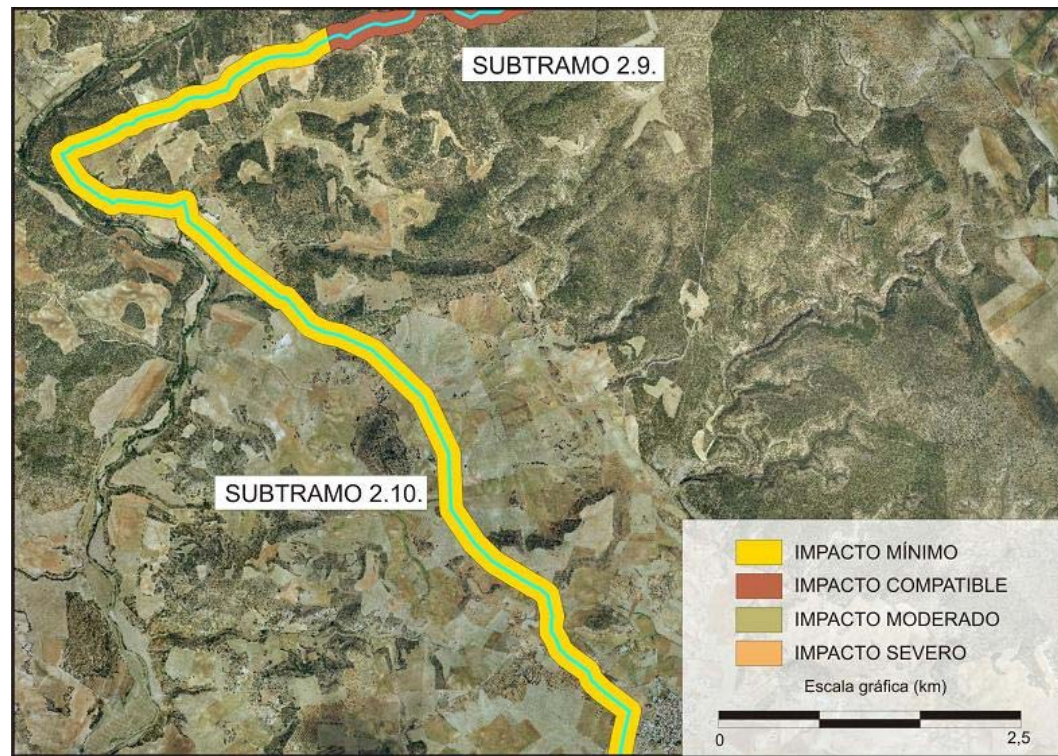 SUBTRAMO 2.9.
SUBTRAMO 2.10.
IMPACTO MÍNIMO
IMPACTO COMPATIBLE
IMPACTO MODERADO
IMPACTO SEVERO
Escala gráfica (km)
0 2,5